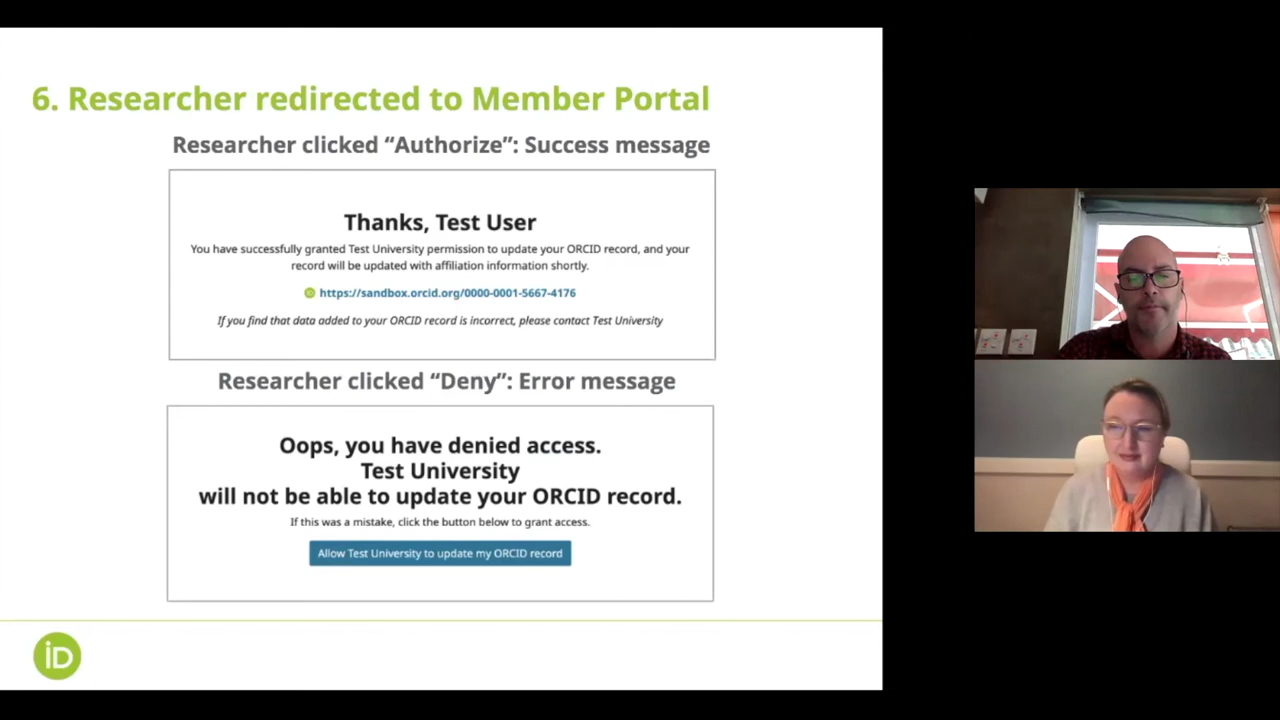 6. Researcher redirected to Member Portal
Researcher clicked “Authorize”: Success message
Thanks, Test User
You have successfully granted Test University permission to update your ORCID record, and your
record will be updated with affiliation information shortly.
iD https://sandbox.orcid.org/0000-0001-5667-4176
If you find that data added to your ORCID record is incorrect, please contact Test University
Researcher clicked “Deny”: Error message
Oops, you have denied access.
Test University
will not be able to update your ORCID record.
If this was a mistake, click the button below to grant access.
Allow Test University to update my ORCID record
iD